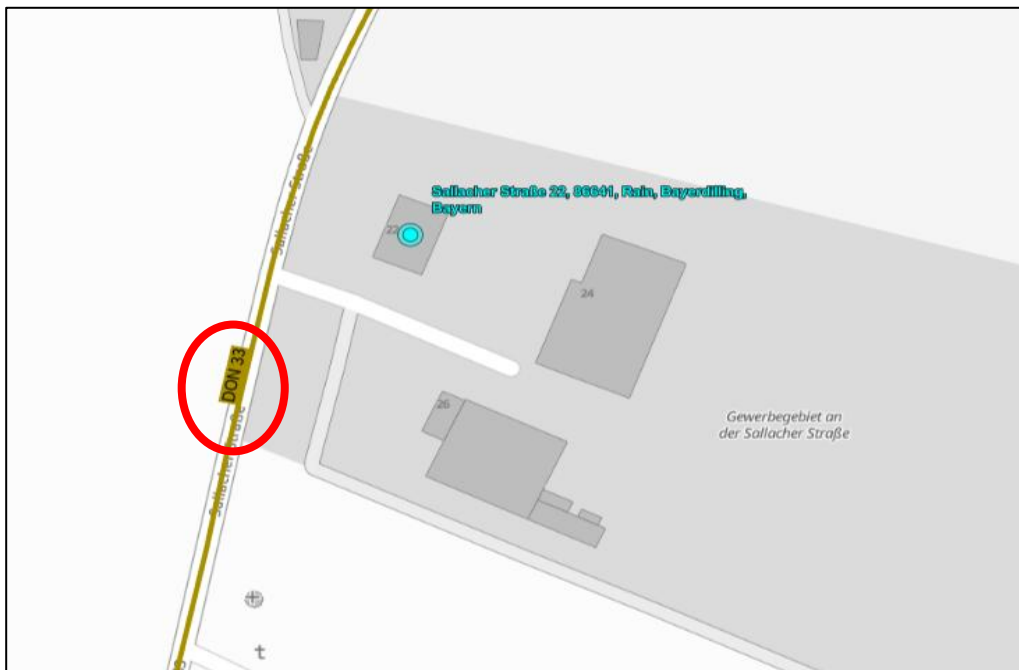 Sallacher Straße
Sallacher Straße 22, 86641, Rain, Bayerdilling,
Bayern
22
24
DON 33
26
Sallacher Straße
Gewerbegebiet an
der Sallacher Straße